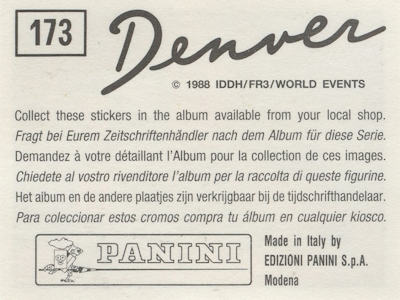 173
Denver
© 1988 IDDH/FR3/WORLD EVENTS
Collect these stickers in the album available from your local shop.
Fragt bei Eurem Zeitschriftenhändler nach dem Album für diese Serie.
Demandez à votre détaillant l'Album pour la collection de ces images.
Chiedete al vostro rivenditore l'album per la raccolta di queste figurine.
Het album en de andere plaatjes zijn verkrijgbaar bij de tijdschrifthandelaar.
Para coleccionar estos cromos compra tu álbum en cualquier kiosco.
PANINI
Made in Italy by
EDIZIONI PANINI S.p.A.
Modena